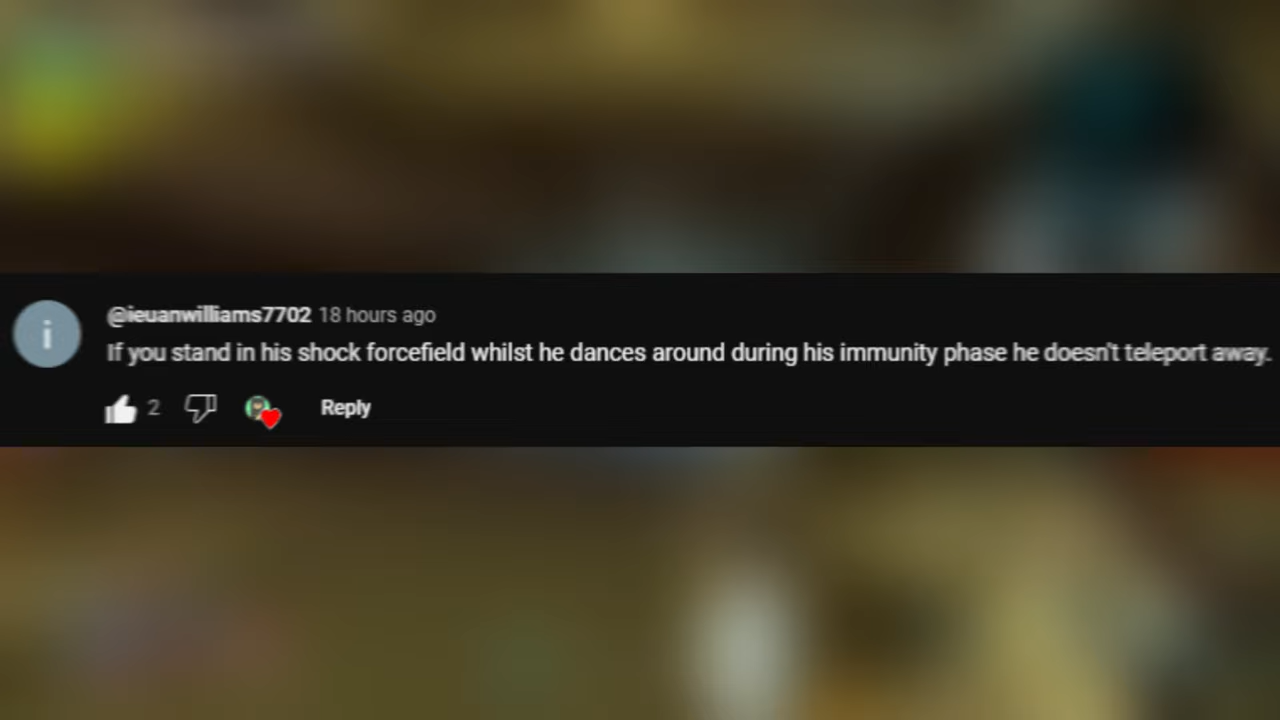 i
@ieuanwilliams7702 18 hours ago
If you stand in his shock forcefield whilst he dances around during his immunity phase he doesn't teleport away.
2 Reply